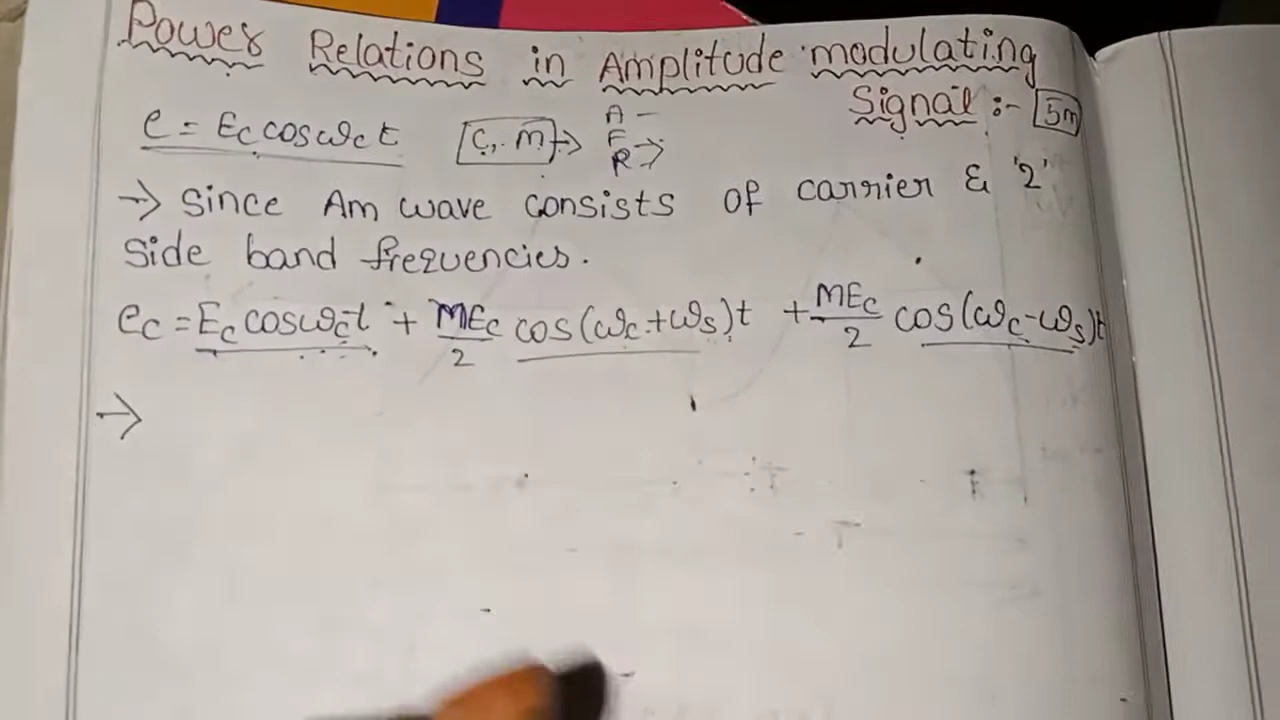 Power Relations in Amplitude modulating
Signal :- 5m
e = Ec cosωct [C, m]→ A –
F
R→
→ Since Am wave consists of carrier & '2'
Side band frequencies.
ec = Ec cosωct + mEc/2 cos(ωc+ωs)t + MEc/2 cos(ωc-ωs)t
→